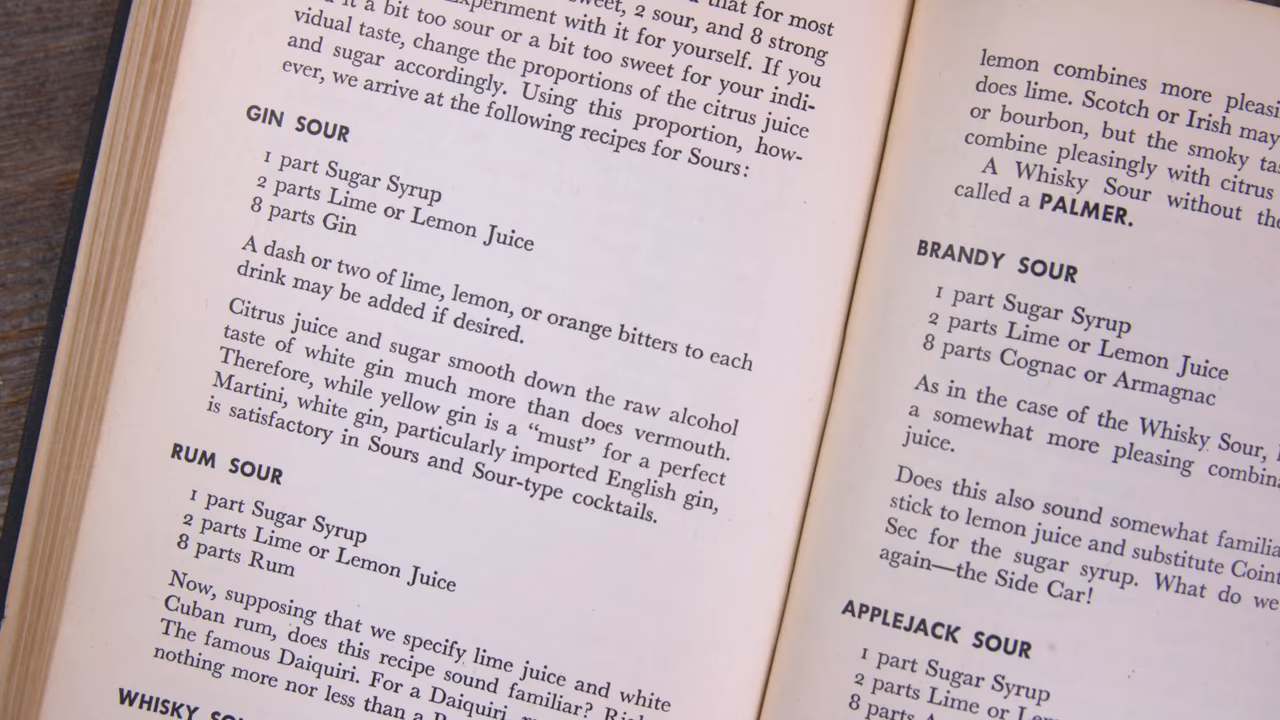 sweet, 2 sour, and 8 strong that for most
Experiment with it for yourself. If you
it a bit too sour or a bit too sweet for your indi-
vidual taste, change the proportions of the citrus juice
and sugar accordingly. Using this proportion, how-
ever, we arrive at the following recipes for Sours:
GIN SOUR
1 part Sugar Syrup
2 parts Lime or Lemon Juice
8 parts Gin
A dash or two of lime, lemon, or orange bitters to each
drink may be added if desired.
Citrus juice and sugar smooth down the raw alcohol
taste of white gin much more than does vermouth.
Therefore, while yellow gin is a “must” for a perfect
Martini, white gin, particularly imported English gin,
is satisfactory in Sours and Sour-type cocktails.
RUM SOUR
1 part Sugar Syrup
2 parts Lime or Lemon Juice
8 parts Rum
Now, supposing that we specify lime juice and white
Cuban rum, does this recipe sound familiar?
The famous Daiquiri. For a Daiquiri
nothing more nor less than a
WHISKY
lemon combines more
does lime. Scotch or Irish may
or bourbon, but the smoky
combine pleasingly with citrus
A Whisky Sour without
called a PALMER.
BRANDY SOUR
1 part Sugar Syrup
2 parts Lime or Lemon Juice
8 parts Cognac or Armagnac
As in the case of the Whisky Sour,
a somewhat more pleasing
juice.
Does this also sound somewhat
stick to lemon juice and substitute
Sec for the sugar syrup. What do we
again—the Side Car!
APPLEJACK SOUR
1 part Sugar Syrup
2 parts Lime or
8 parts